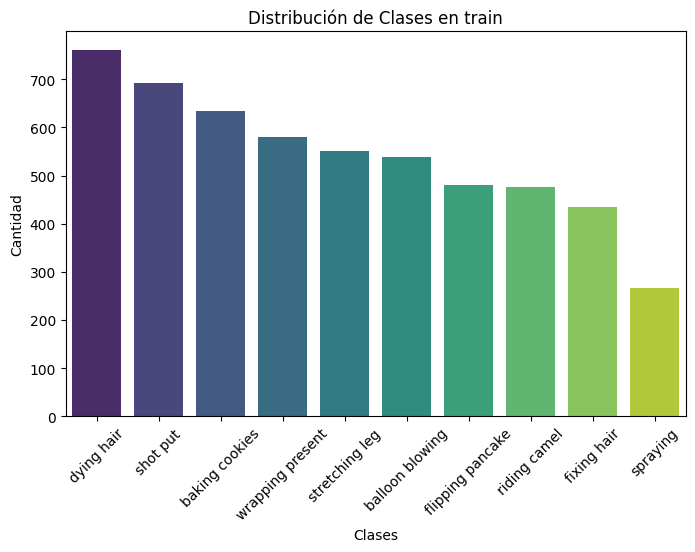 Distribución de Clases en train
Cantidad
700
600
500
400
300
200
100
0
dying hair
shot put
baking cookies
wrapping present
stretching leg
balloon blowing
flipping pancake
riding camel
fixing hair
spraying
Clases